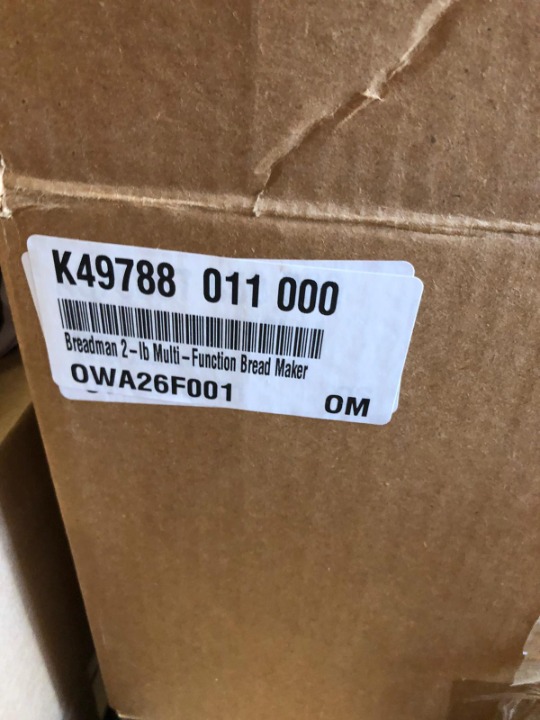 K49788 011 000
Breadman 2-lb Multi-Function Bread Maker
OWA26F001
OM